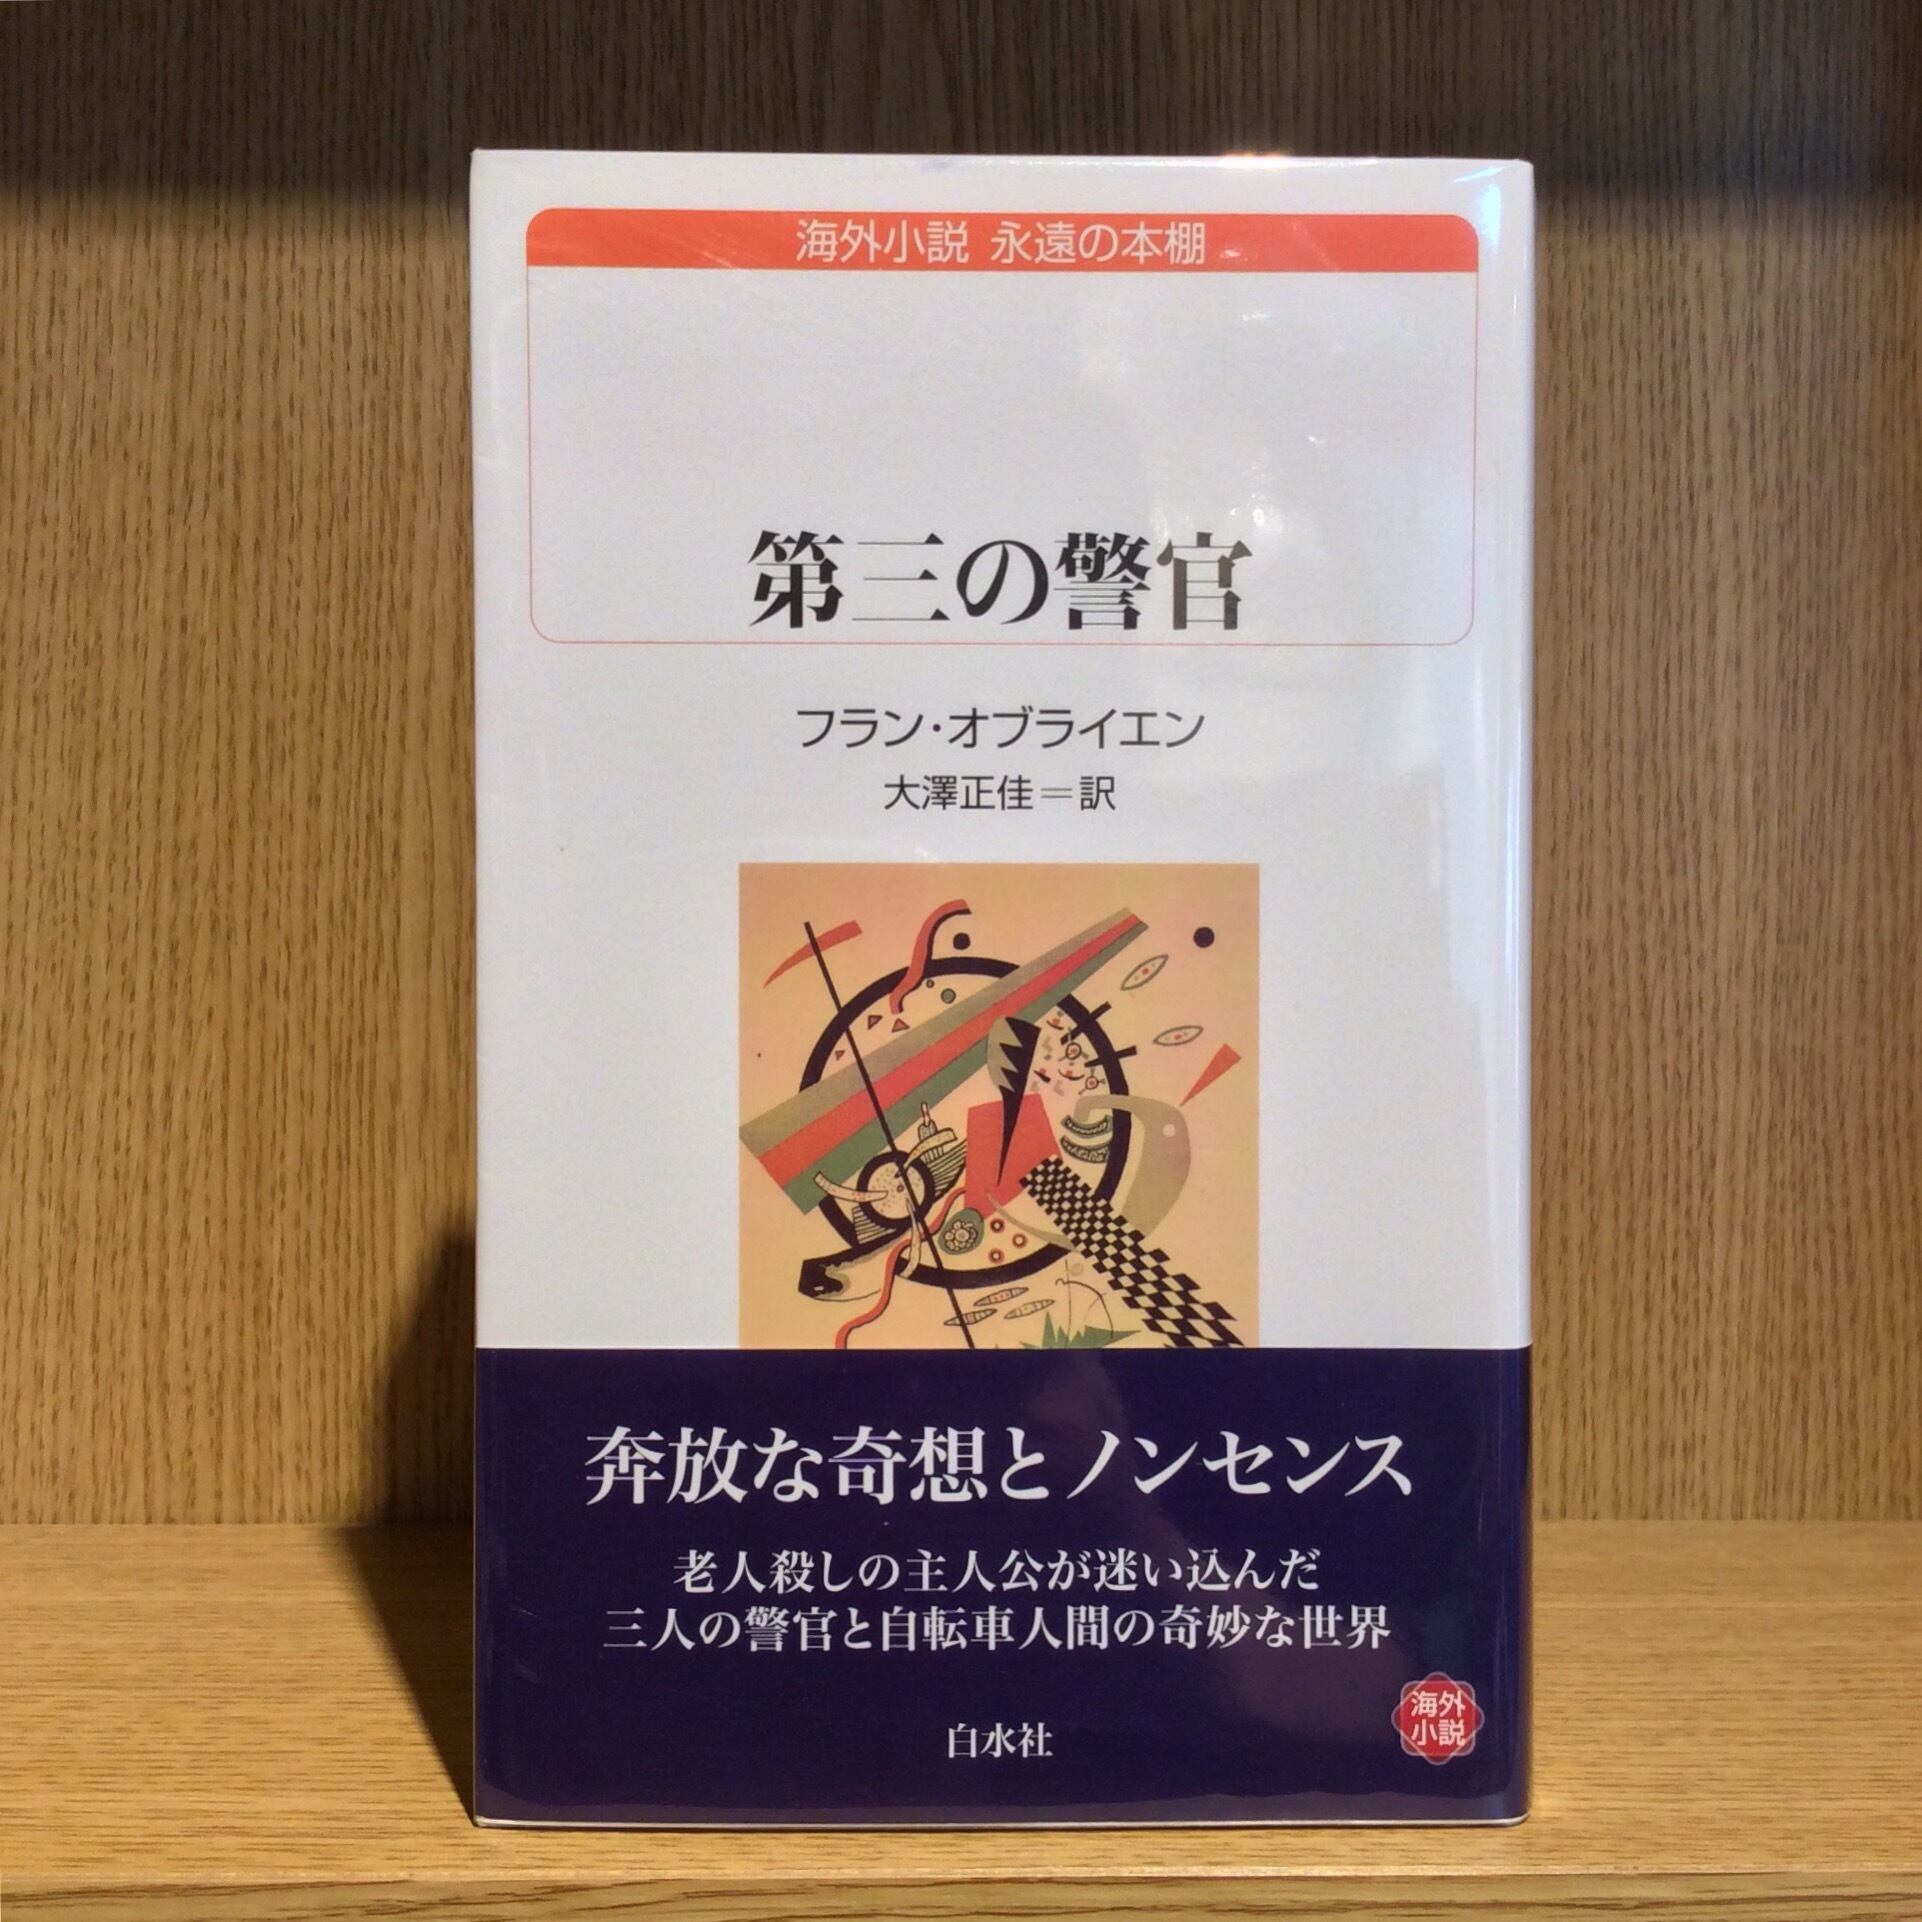 海外小説 永遠の本棚
第三の警官
フラン・オブライエン
大澤正佳=訳
奔放な奇想とノンセンス
老人殺しの主人公が迷い込んだ
三人の警官と自転車人間の奇妙な世界
白水社
海外
小説